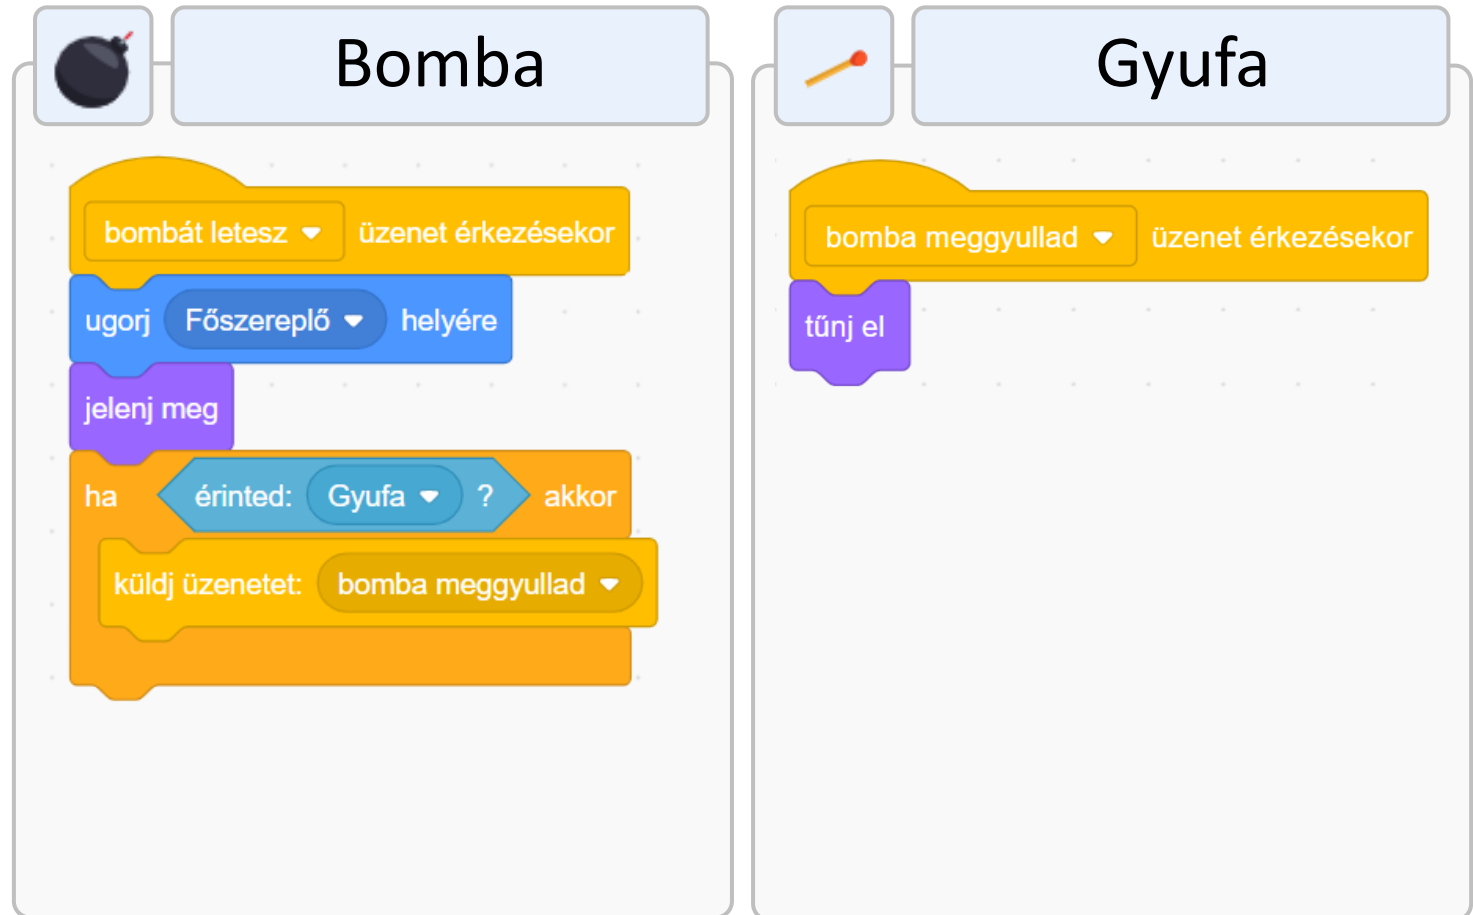 Bomba
bombát letesz üzenet érkezésekor
ugorj Főszereplő helyére
jelenj meg
ha érinted: Gyufa ? akkor
küldj üzenetet: bomba meggyullad
Gyufa
bomba meggyullad üzenet érkezésekor
tűnj el